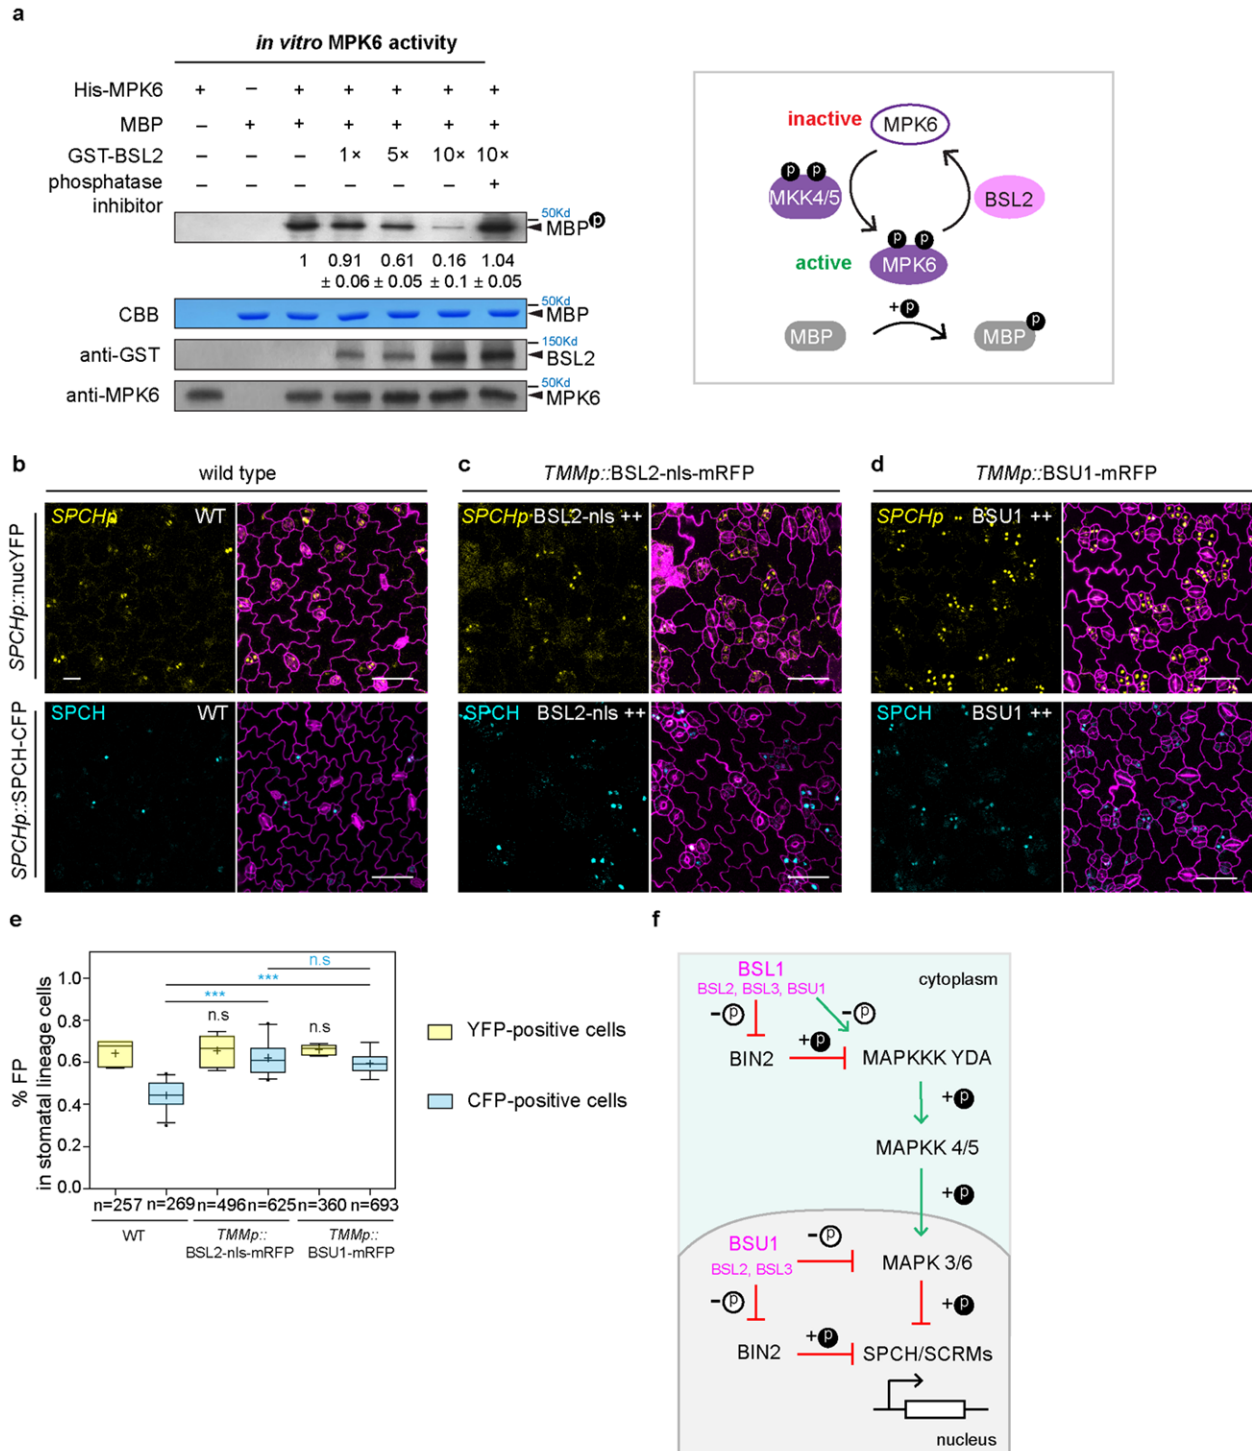 a
in vitro MPK6 activity
His-MPK6 + – + + + + +
MBP – + + + + + +
GST-BSL2 – – – 1× 5× 10× 10×
phosphatase inhibitor – – – – – – +
50Kd
MBP p
1 0.91 0.61 0.16 1.04
± 0.06 ± 0.05 ± 0.1 ± 0.05
CBB
50Kd
MBP
anti-GST
150Kd
BSL2
anti-MPK6
50Kd
MPK6
inactive
MPK6
p p
MKK4/5
BSL2
p p
active
MPK6
+p
MBP
MBP p
b
wild type
c
TMMp::BSL2-nls-mRFP
d
TMMp::BSU1-mRFP
SPCHp::nucYFP
SPCHp WT
SPCHp BSL2-nls ++
SPCHp BSU1 ++
SPCHp::SPCH-CFP
SPCH WT
SPCH BSL2-nls ++
SPCH BSU1 ++
e
% FP
in stomatal lineage cells
1.0
0.8
0.6
0.4
0.2
0.0
n.s
***
***
n.s
n.s
n=257 n=269 n=496 n=625 n=360 n=693
WT
TMMp::
BSL2-nls-mRFP
TMMp::
BSU1-mRFP
YFP-positive cells
CFP-positive cells
f
cytoplasm
BSL1
BSL2, BSL3, BSU1
–p
–p
BIN2
+p
MAPKKK YDA
+p
MAPKK 4/5
+p
BSU1
BSL2, BSL3
–p
MAPK 3/6
–p
+p
BIN2
+p
SPCH/SCRMs
nucleus